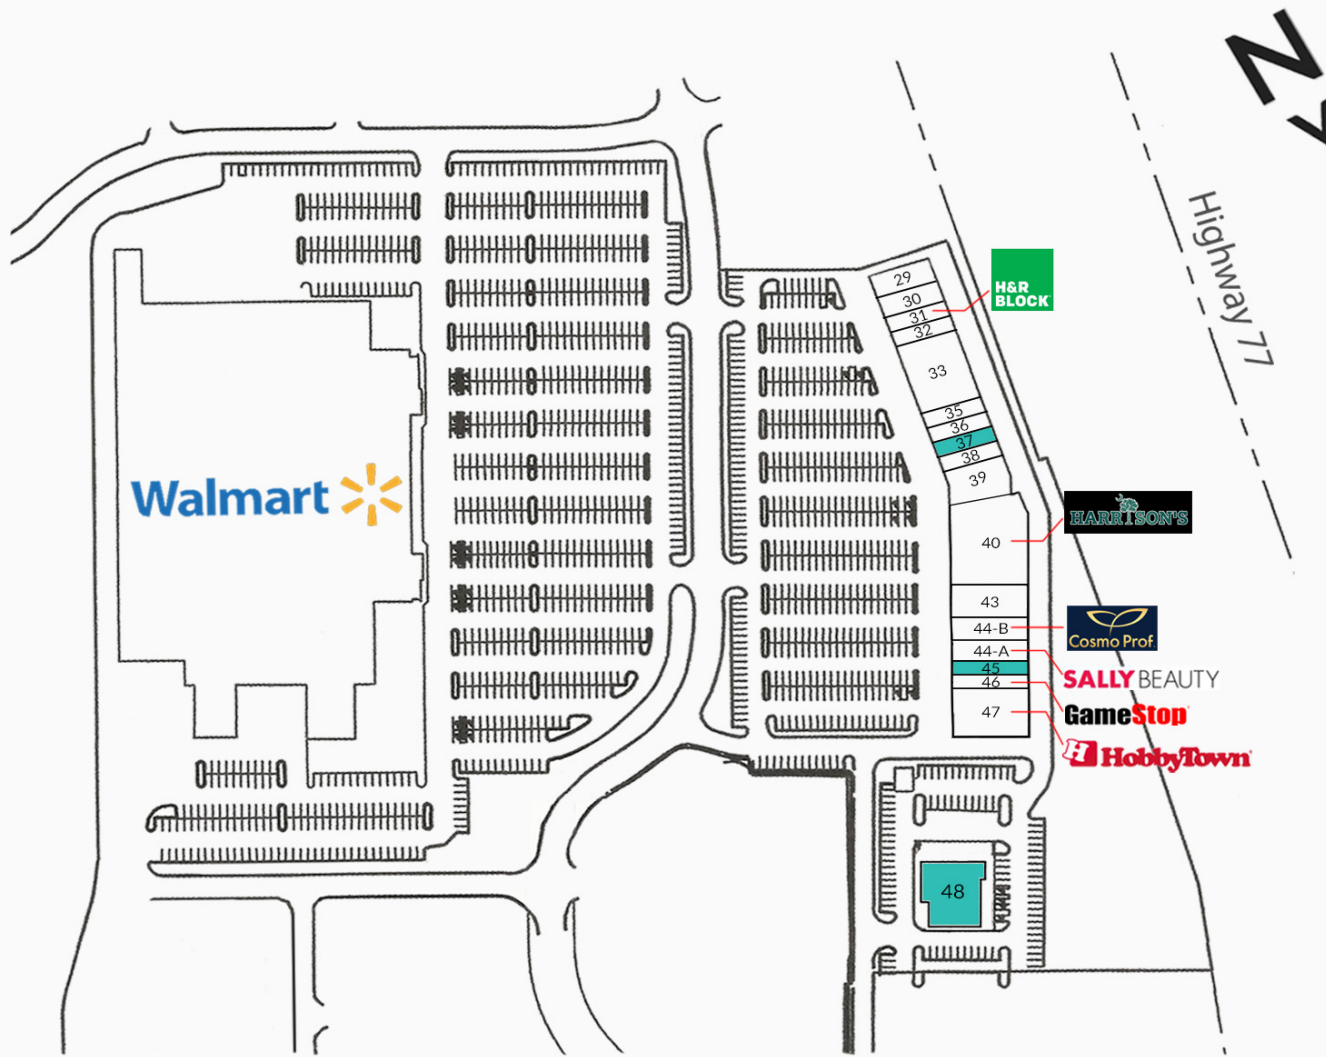 N
Highway 77
29
H&R
BLOCK
30
31
32
33
35
36
37
38
39
Walmart
HARRISON'S
40
43
44-B
Cosmo Prof
44-A
SALLY BEAUTY
45
46
GameStop
47
HobbyTown
48